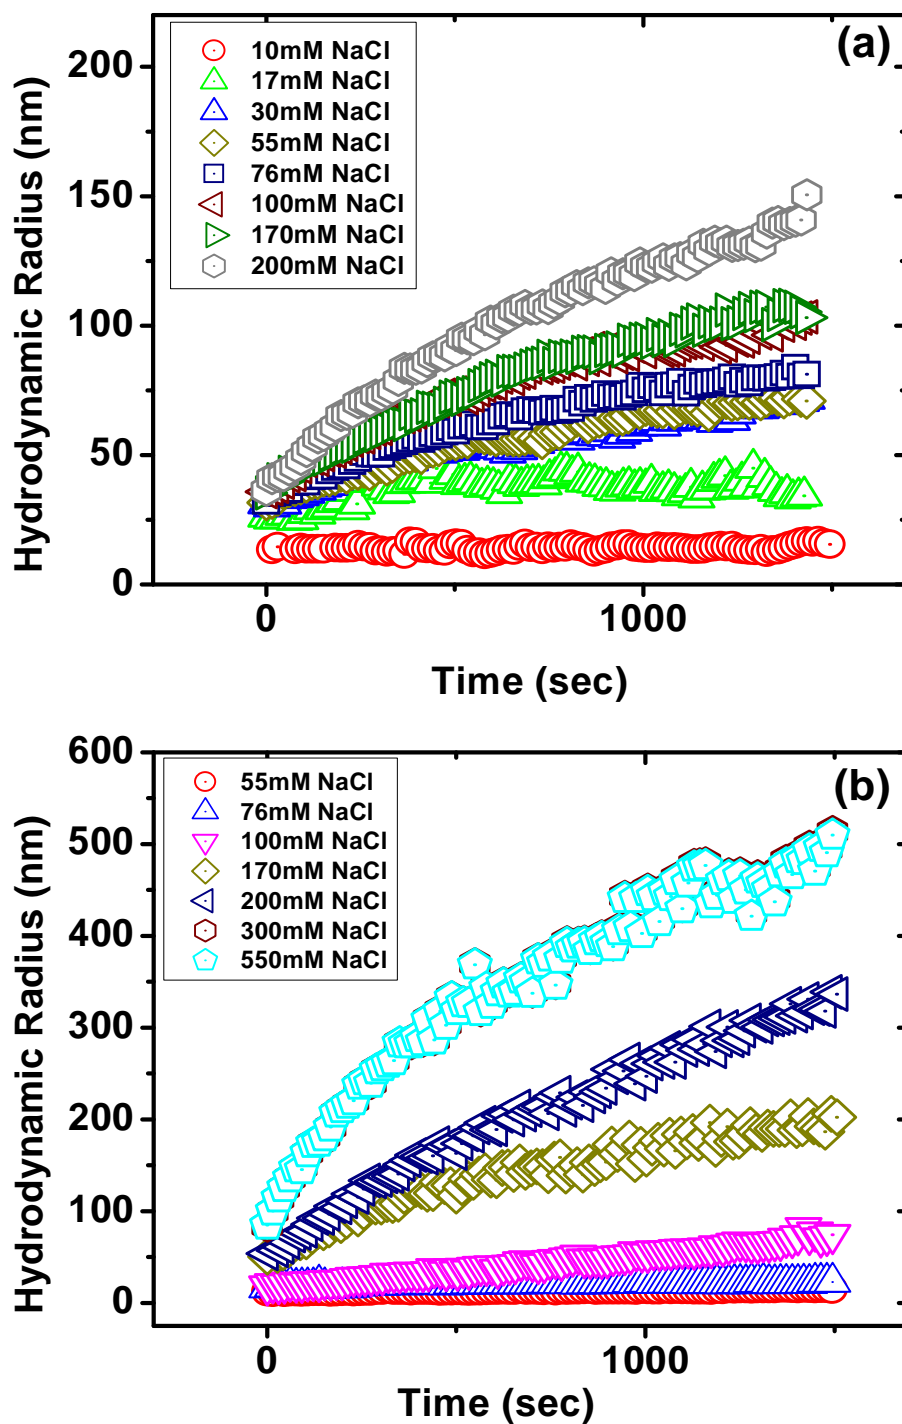 (a)
10mM NaCl
17mM NaCl
30mM NaCl
55mM NaCl
76mM NaCl
100mM NaCl
170mM NaCl
200mM NaCl
Hydrodynamic Radius (nm)
200
150
100
50
0
0 1000
Time (sec)
(b)
55mM NaCl
76mM NaCl
100mM NaCl
170mM NaCl
200mM NaCl
300mM NaCl
550mM NaCl
Hydrodynamic Radius (nm)
600
500
400
300
200
100
0
0 1000
Time (sec)